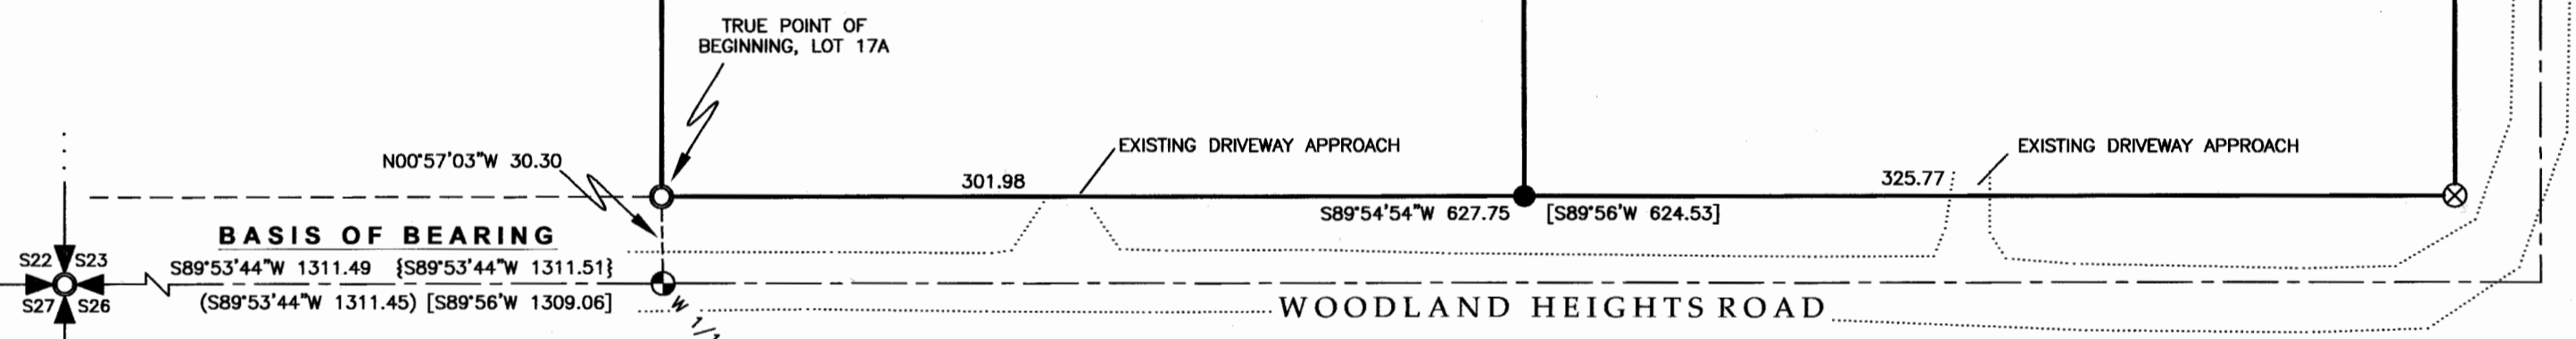 TRUE POINT OF
BEGINNING, LOT 17A
N00°57'03"W 30.30
EXISTING DRIVEWAY APPROACH
EXISTING DRIVEWAY APPROACH
301.98
325.77
S89°54'54"W 627.75 [S89°56'W 624.53]
BASIS OF BEARING
S22 S23
S89°53'44"W 1311.49 {S89°53'44"W 1311.51}
S27 S26
(S89°53'44"W 1311.45) [S89°56'W 1309.06]
WOODLAND HEIGHTS ROAD
W 1/